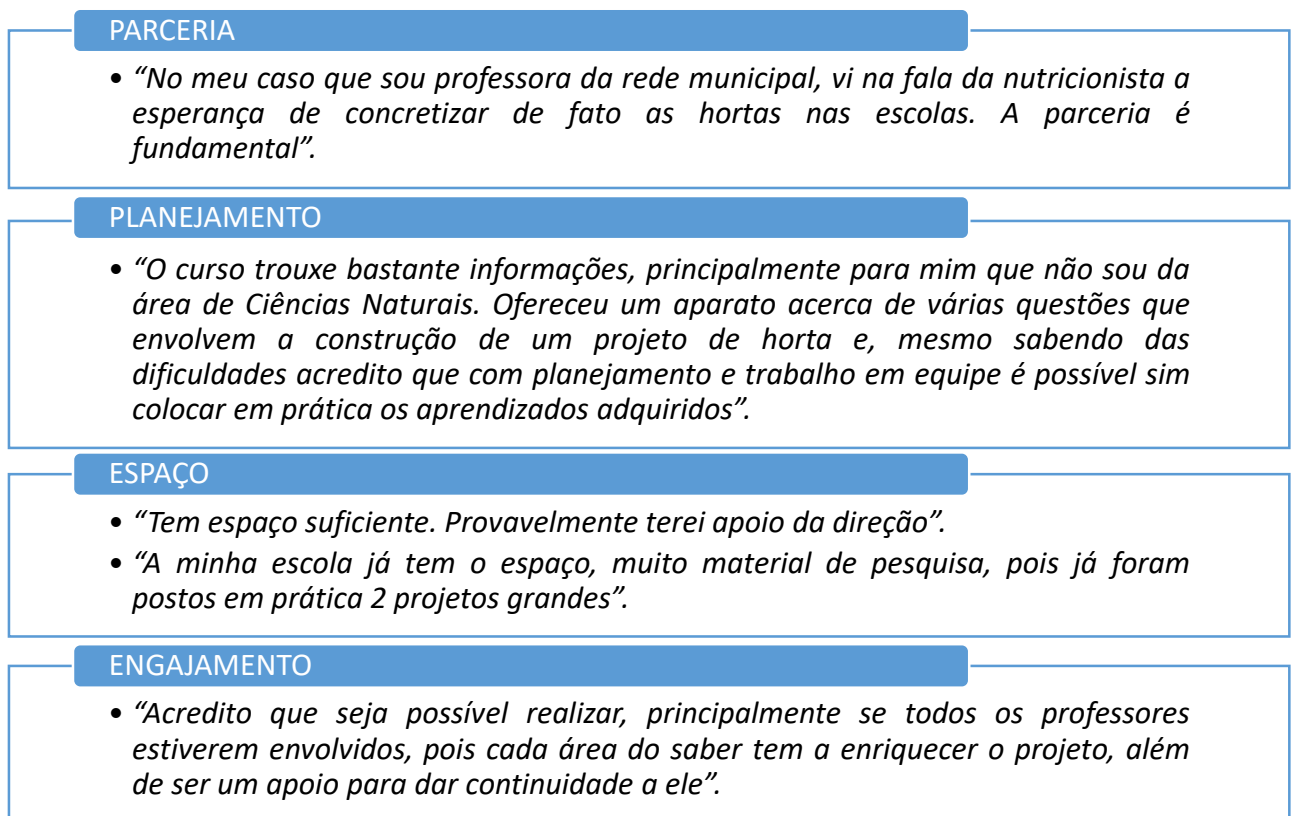 PARCERIA
• “No meu caso que sou professora da rede municipal, vi na fala da nutricionista a
esperança de concretizar de fato as hortas nas escolas. A parceria é
fundamental”.
PLANEJAMENTO
• “O curso trouxe bastante informações, principalmente para mim que não sou da
área de Ciências Naturais. Ofereceu um aparato acerca de várias questões que
envolvem a construção de um projeto de horta e, mesmo sabendo das
dificuldades acredito que com planejamento e trabalho em equipe é possível sim
colocar em prática os aprendizados adquiridos”.
ESPAÇO
• “Tem espaço suficiente. Provavelmente terei apoio da direção”.
• “A minha escola já tem o espaço, muito material de pesquisa, pois já foram
postos em prática 2 projetos grandes”.
ENGAJAMENTO
• “Acredito que seja possível realizar, principalmente se todos os professores
estiverem envolvidos, pois cada área do saber tem a enriquecer o projeto, além
de ser um apoio para dar continuidade a ele”.